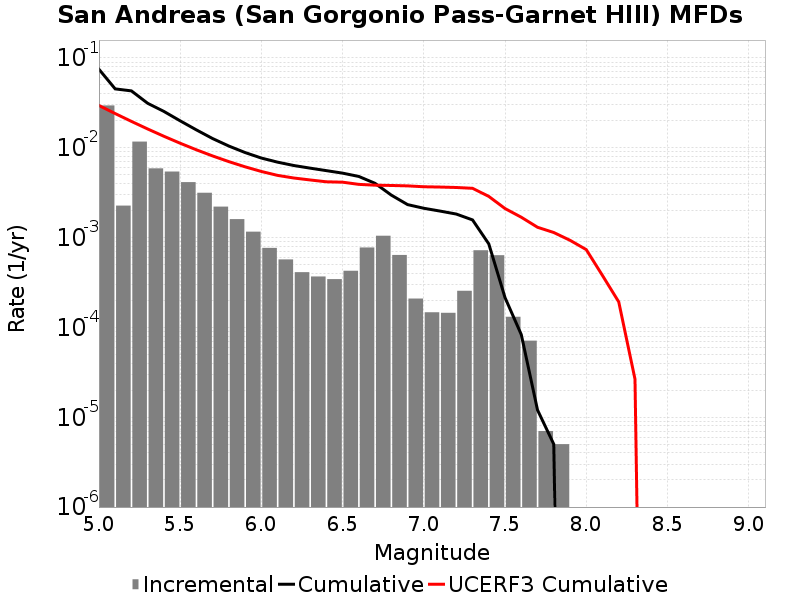 San Andreas (San Gorgonio Pass-Garnet HIll) MFDs
10-1
10-2
10-3
10-4
10-5
10-6
Rate (1/yr)
5.0 5.5 6.0 6.5 7.0 7.5 8.0 8.5 9.0
Magnitude
Incremental Cumulative UCERF3 Cumulative